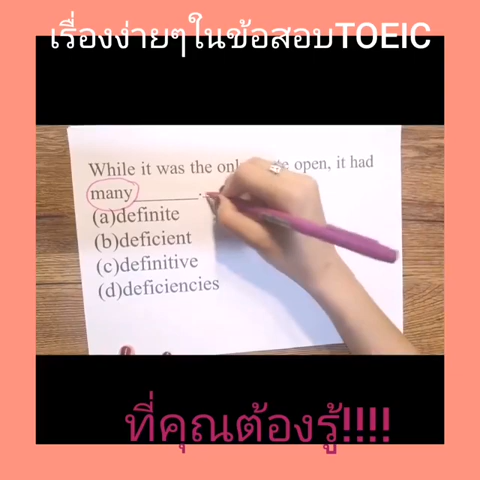 เรื่องง่ายๆในข้อสอบTOEIC
While it was the only open, it had
many
(a)definite
(b)deficient
(c)definitive
(d)deficiencies
ที่คุณต้องรู้!!!!